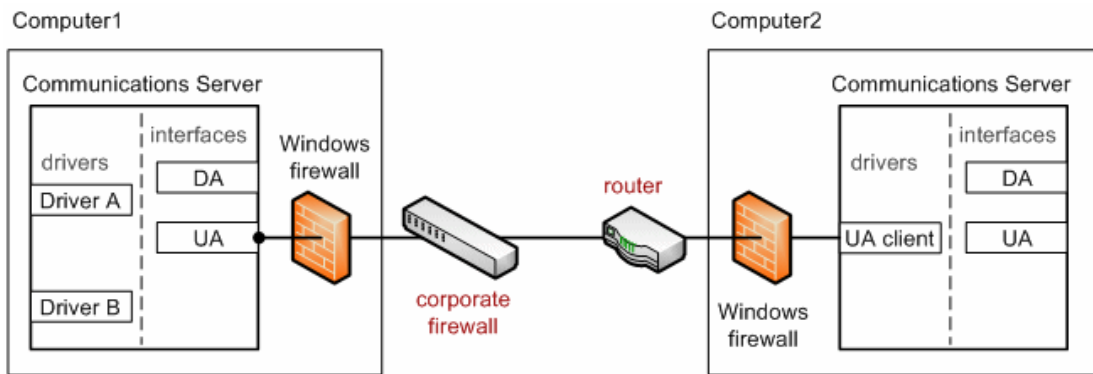 Computer1
Computer2
Communications Server
drivers
interfaces
Driver A
DA
UA
Driver B
Windows
firewall
corporate
firewall
router
Windows
firewall
Communications Server
drivers
interfaces
UA client
DA
UA